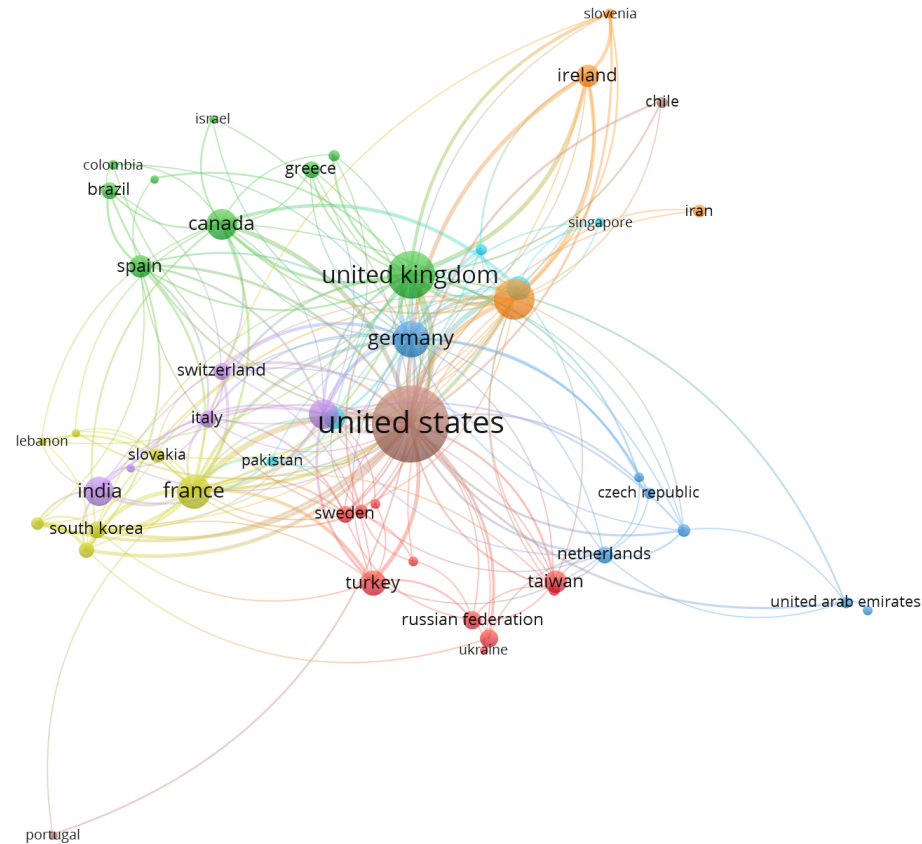 slovenia
ireland
chile
israel
colombia
greece
brazil
canada
iran
singapore
spain
united kingdom
germany
switzerland
italy
united states
lebanon
slovakia
pakistan
india
france
czech republic
sweden
south korea
netherlands
turkey
taiwan
united arab emirates
russian federation
ukraine
portugal